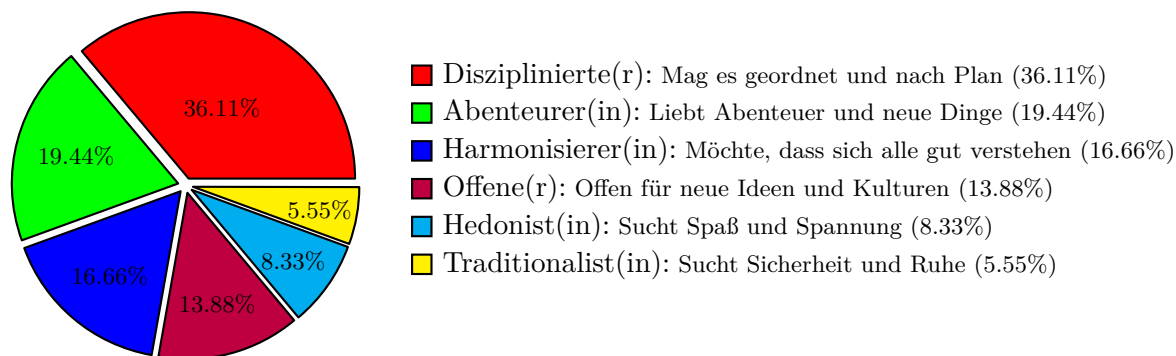 36.11%
19.44%
5.55%
8.33%
16.66%
13.88%
Disziplinierte(r): Mag es geordnet und nach Plan (36.11%)
Abenteurer(in): Liebt Abenteuer und neue Dinge (19.44%)
Harmonisierer(in): Möchte, dass sich alle gut verstehen (16.66%)
Offene(r): Offen für neue Ideen und Kulturen (13.88%)
Hedonist(in): Sucht Spaß und Spannung (8.33%)
Traditionalist(in): Sucht Sicherheit und Ruhe (5.55%)